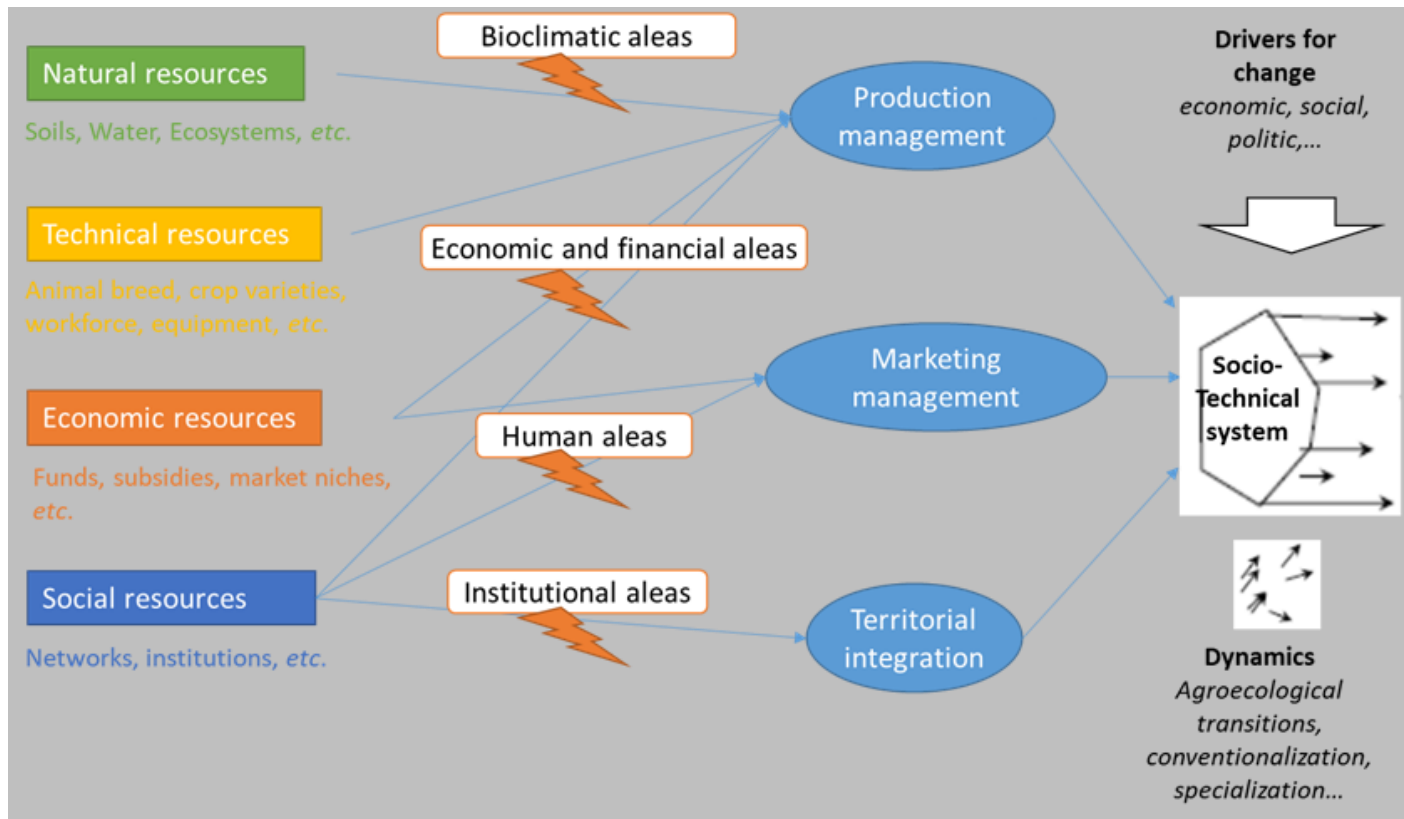 Natural resources
Soils, Water, Ecosystems, etc.
Technical resources
Animal breed, crop varieties,
workforce, equipment, etc.
Economic resources
Funds, subsidies, market niches,
etc.
Social resources
Networks, institutions, etc.
Bioclimatic aleas
Economic and financial aleas
Human aleas
Institutional aleas
Production
management
Marketing
management
Territorial
integration
Drivers for
change
economic, social,
politic,...
Socio-
Technical
system
Dynamics
Agroecological
transitions,
conventionalization,
specialization...